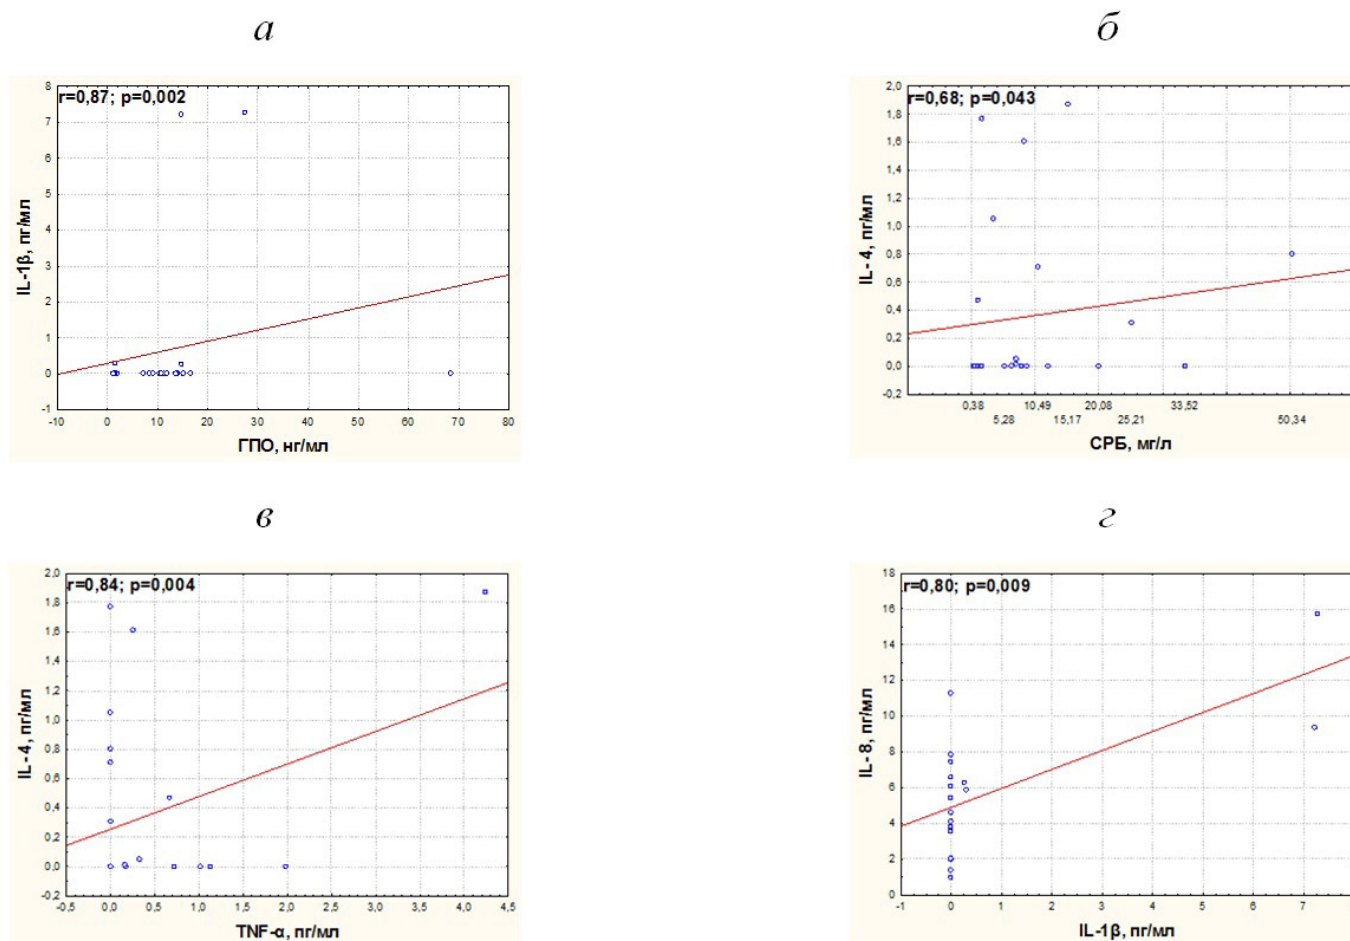 а
r=0,87; p=0,002
8
7
6
5
4
3
2
1
0
-1
IL-1β, пг/мл
-10 0 10 20 30 40 50 60 70 80
ГПО, нг/мл
б
r=0,68; p=0,043
2,0
1,8
1,6
1,4
1,2
1,0
0,8
0,6
0,4
0,2
0,0
-0,2
IL-4, пг/мл
0,38 10,49 20,08 33,52
5,28 15,17 25,21 50,34
СРБ, мг/л
в
r=0,84; p=0,004
2,0
1,8
1,6
1,4
1,2
1,0
0,8
0,6
0,4
0,2
0,0
-0,2
IL-4, пг/мл
-0,5 0,0 0,5 1,0 1,5 2,0 2,5 3,0 3,5 4,0 4,5
TNF-α, пг/мл
г
r=0,80; p=0,009
18
16
14
12
10
8
6
4
2
0
IL-8, пг/мл
-1 0 1 2 3 4 5 6 7
IL-1β, пг/мл